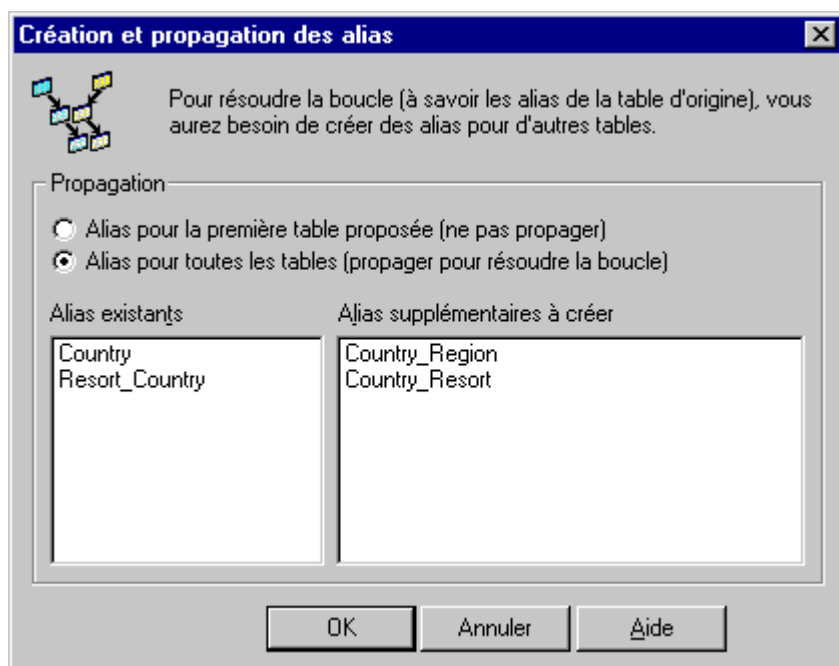 Création et propagation des alias
Pour résoudre la boucle (à savoir les alias de la table d'origine), vous
aurez besoin de créer des alias pour d'autres tables.
Propagation
Alias pour la première table proposée (ne pas propager)
Alias pour toutes les tables (propager pour résoudre la boucle)
Alias existants
Country
Resort_Country
Alias supplémentaires à créer
Country_Region
Country_Resort
OK
Annuler
Aide